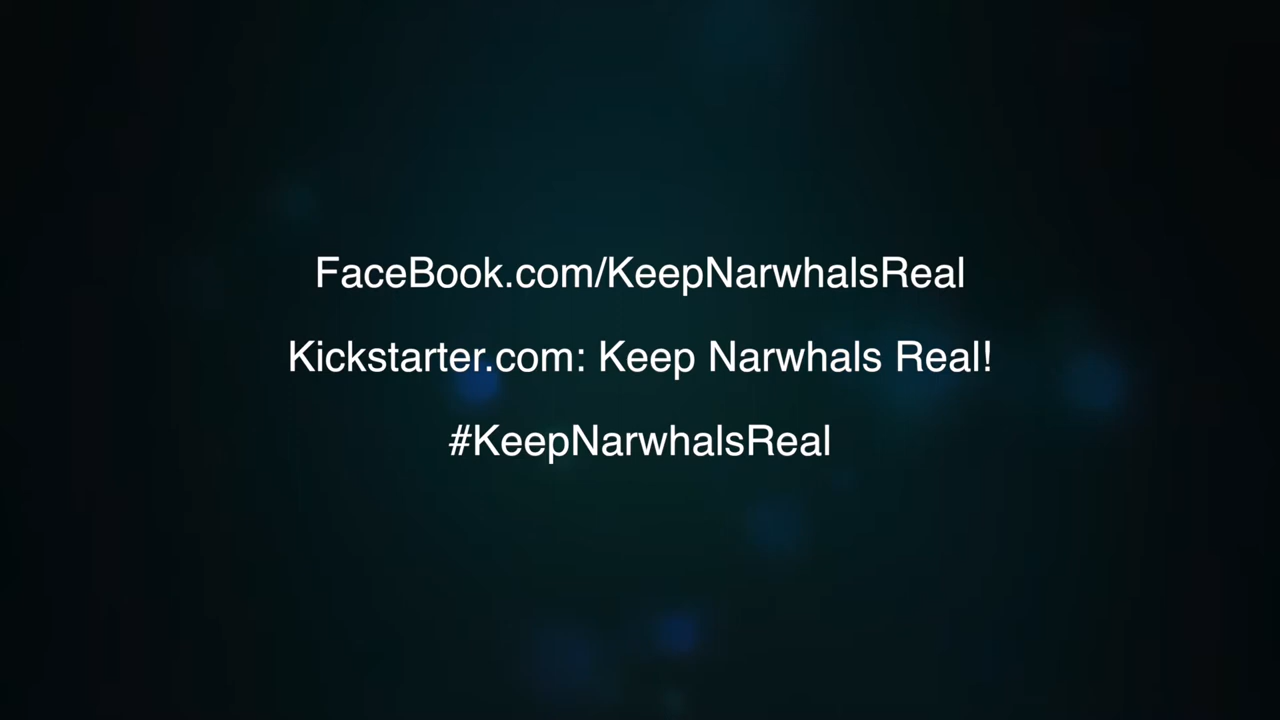 FaceBook.com/KeepNarwhalsReal
Kickstarter.com: Keep Narwhals Real!
#KeepNarwhalsReal